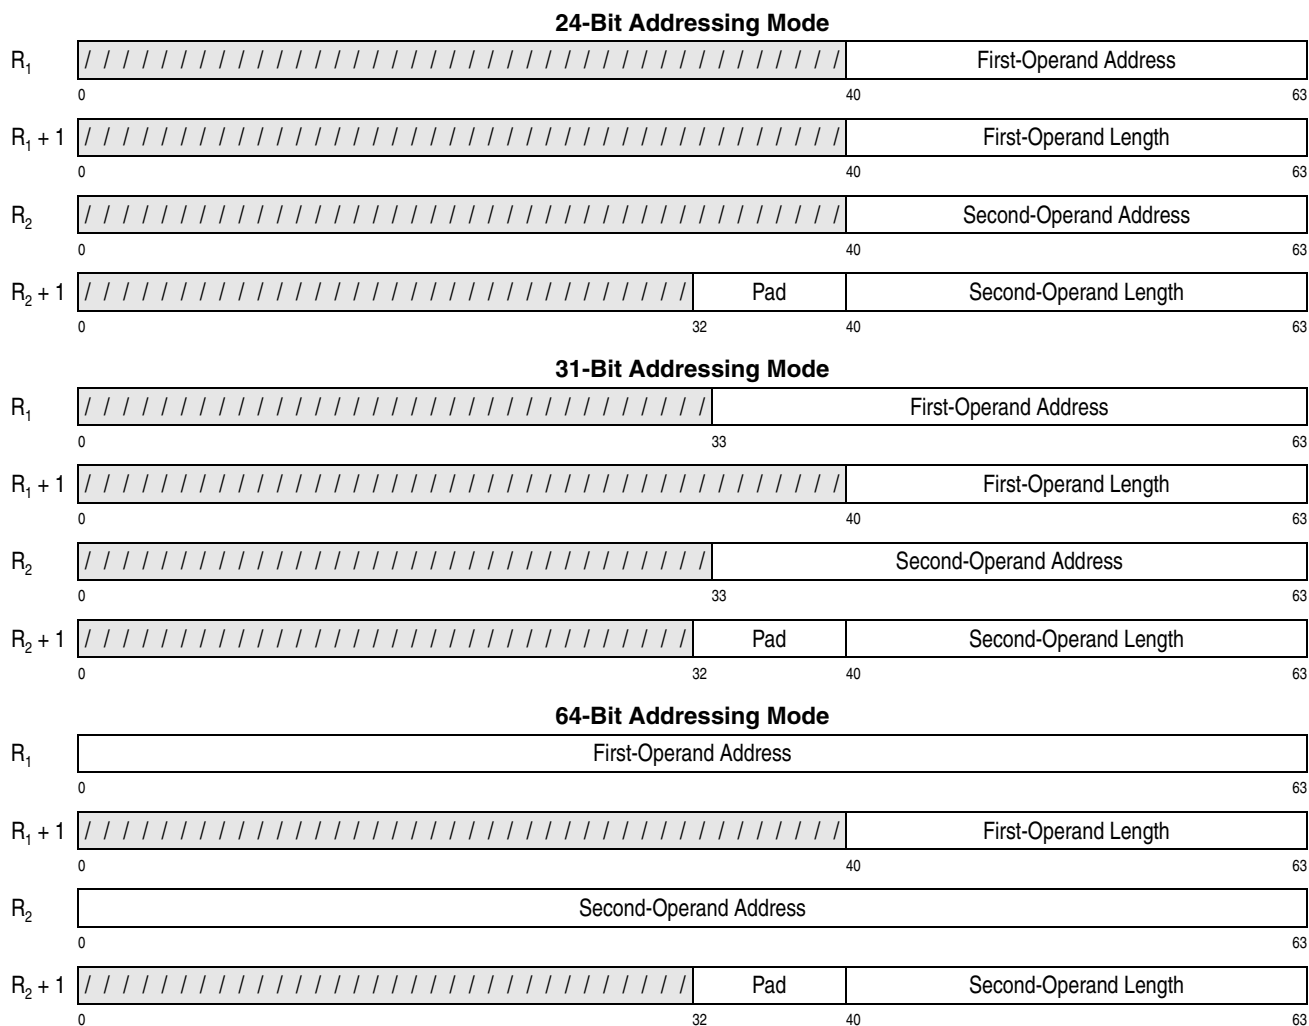 24-Bit Addressing Mode
R₁ / / / / / / / / / / / / / / / / / / / / / / / / / / / / / / / / / / / / / / / / First-Operand Address
0 40 63
R₁ + 1 / / / / / / / / / / / / / / / / / / / / / / / / / / / / / / / / / / / / / / / / First-Operand Length
0 40 63
R₂ / / / / / / / / / / / / / / / / / / / / / / / / / / / / / / / / / / / / / / / / Second-Operand Address
0 40 63
R₂ + 1 / / / / / / / / / / / / / / / / / / / / / / / / / / / / / / / / Pad Second-Operand Length
0 32 40 63
31-Bit Addressing Mode
R₁ / / / / / / / / / / / / / / / / / / / / / / / / / / / / / / / / / First-Operand Address
0 33 63
R₁ + 1 / / / / / / / / / / / / / / / / / / / / / / / / / / / / / / / / / / / / / / / / First-Operand Length
0 40 63
R₂ / / / / / / / / / / / / / / / / / / / / / / / / / / / / / / / / / Second-Operand Address
0 33 63
R₂ + 1 / / / / / / / / / / / / / / / / / / / / / / / / / / / / / / / / Pad Second-Operand Length
0 32 40 63
64-Bit Addressing Mode
R₁ First-Operand Address
0 63
R₁ + 1 / / / / / / / / / / / / / / / / / / / / / / / / / / / / / / / / / / / / / / / / First-Operand Length
0 40 63
R₂ Second-Operand Address
0 63
R₂ + 1 / / / / / / / / / / / / / / / / / / / / / / / / / / / / / / / / Pad Second-Operand Length
0 32 40 63